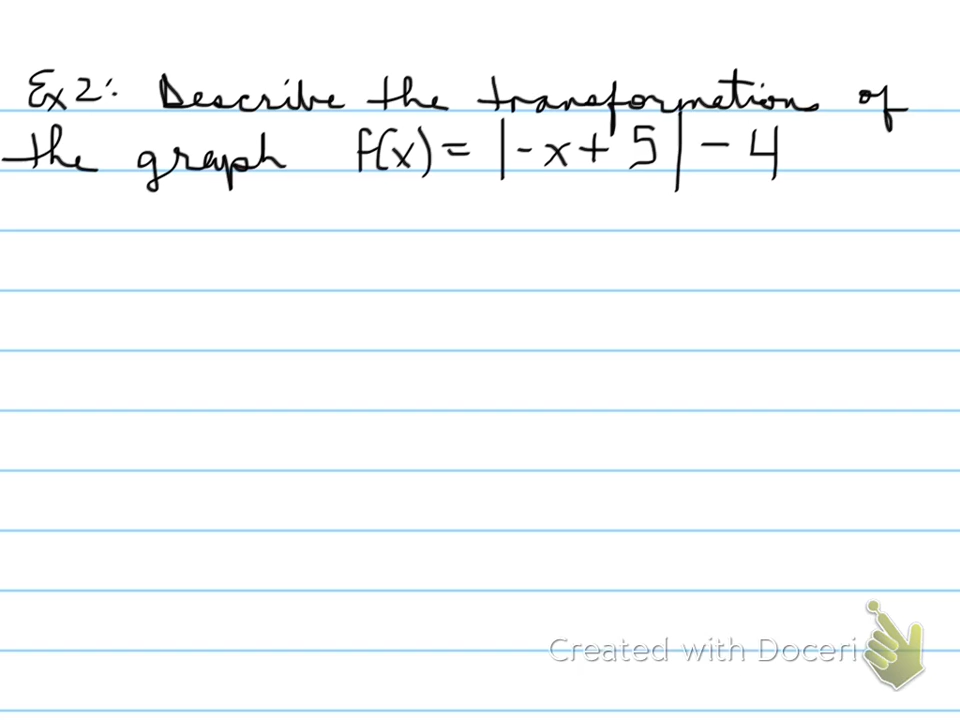 Ex 2: Describe the transformations of
the graph f(x) = |-x + 5| - 4
Created with Doceri